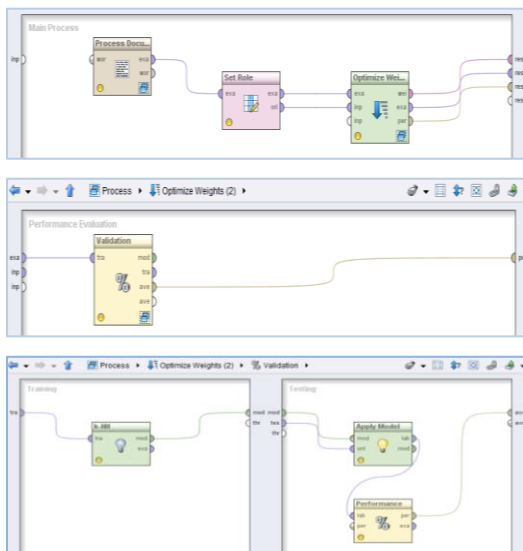 Main Process
Process Docu...
inp
wor
exa
wor
Set Role
exa
exa
ori
Optimize Wei...
exa
wei
inp
exa
inp
par
res
res
res
res
Process
Optimize Weights (2)
Performance Evaluation
Validation
exa
inp
inp
tra
mod
tra
ave
ave
Process
Optimize Weights (2)
% Validation
Training
Testing
tra
k-NN
tra
mod
exa
mod
mod
thr
tes
thr
Apply Model
mod
lab
unl
mod
Performance
lab
per
per
exa
ave
ave